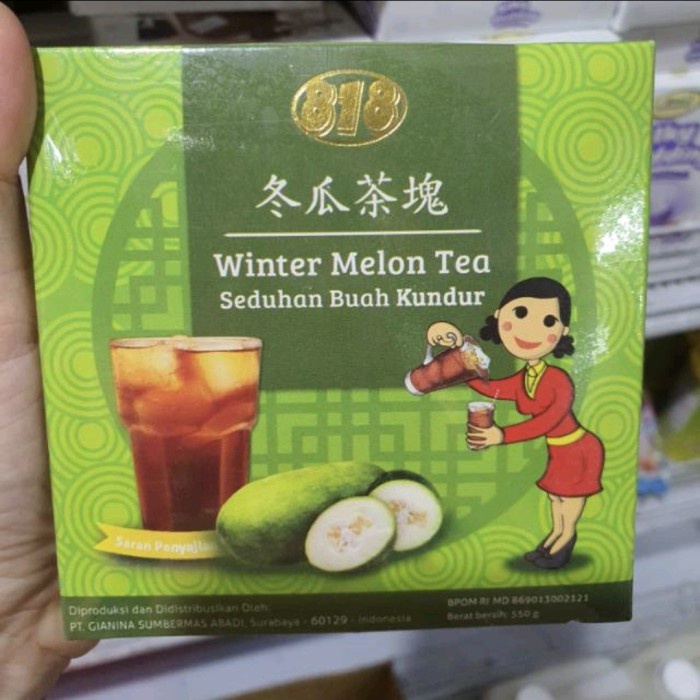 818
冬瓜茶塊
Winter Melon Tea
Seduhan Buah Kundur
Saran Penyajian
Diproduksi dan Didistribusikan Oleh:
PT. GIANINA SUMBERMAS ABADI, Surabaya - 60129 - Indonesia
BPOM RI MD 869013002121
Berat bersih: 550 g